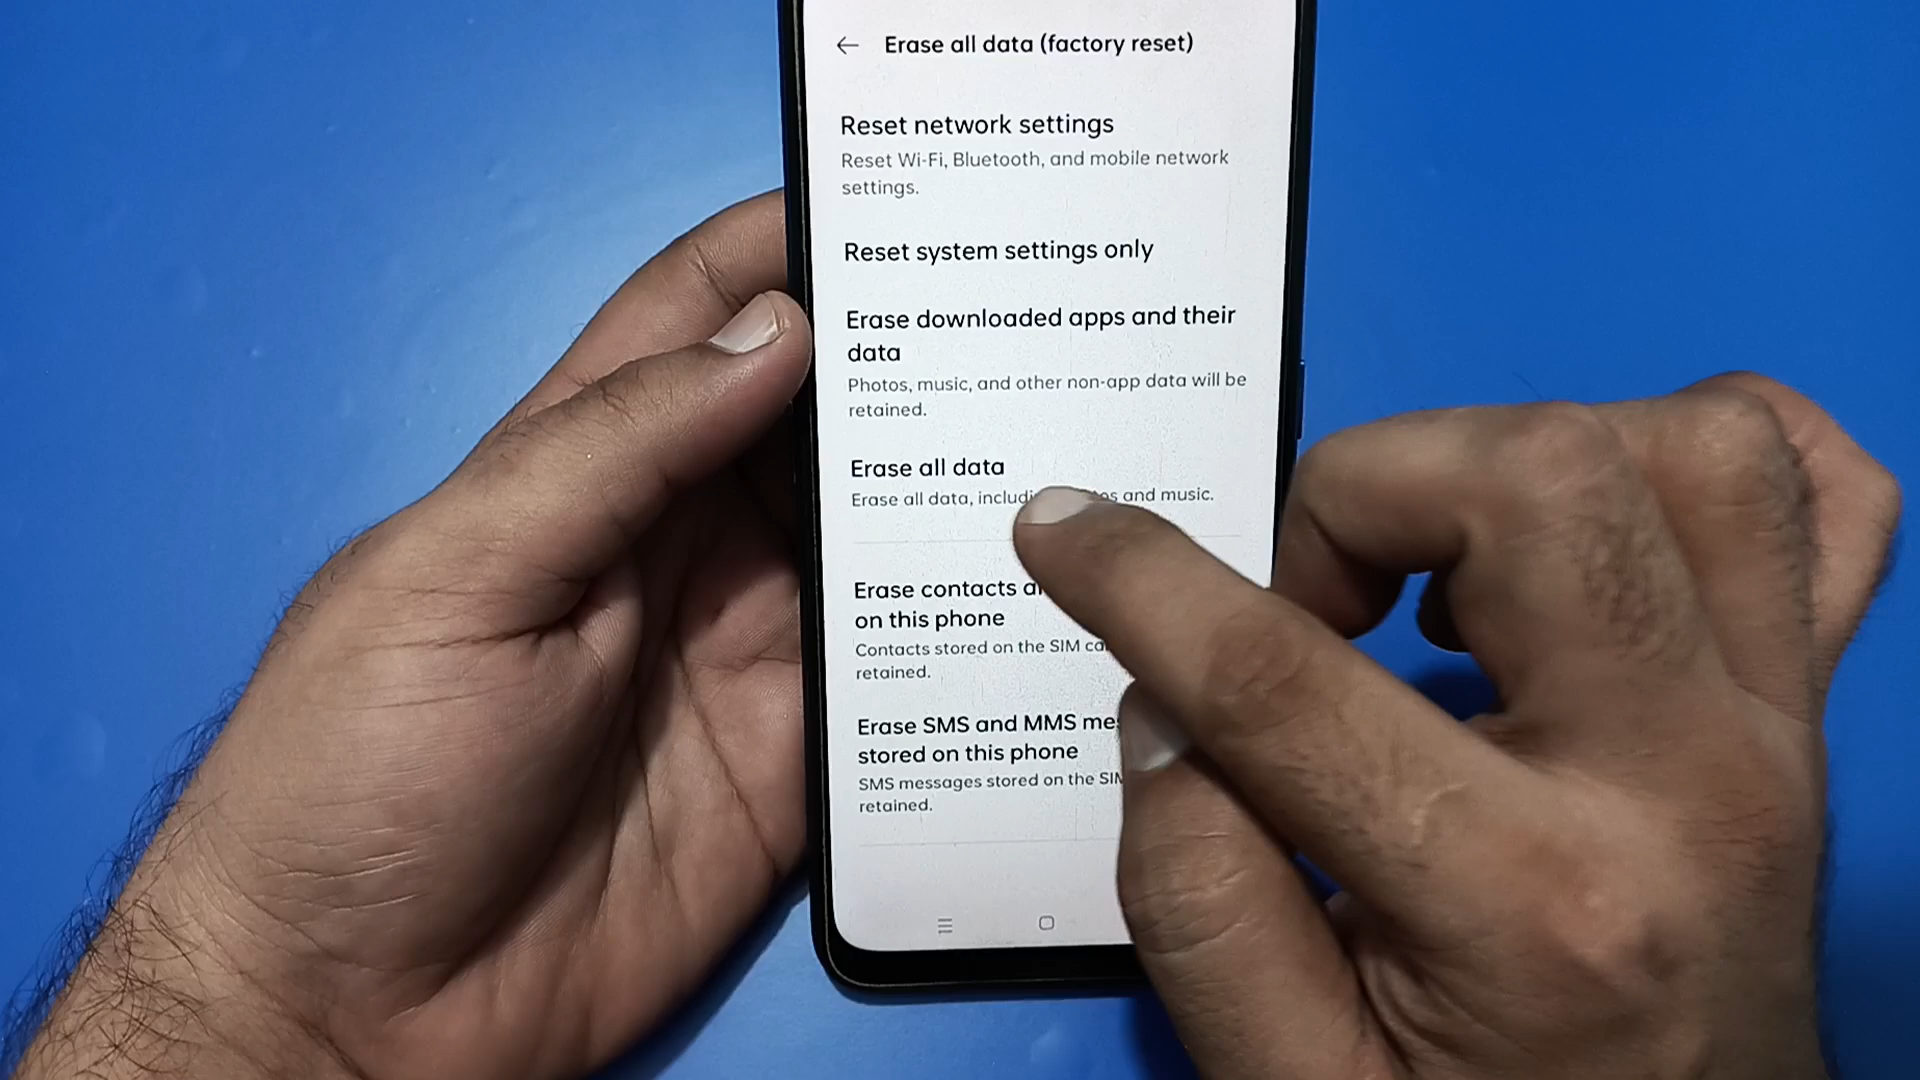 Erase all data (factory reset)
Reset network settings
Reset Wi-Fi, Bluetooth, and mobile network
settings.
Reset system settings only
Erase downloaded apps and their
data
Photos, music, and other non-app data will be
retained.
Erase all data
Erase all data, and music.
Erase contacts
on this phone
Contacts stored on the SIM
retained.
Erase SMS and MMS
stored on this phone
SMS messages stored on the
retained.